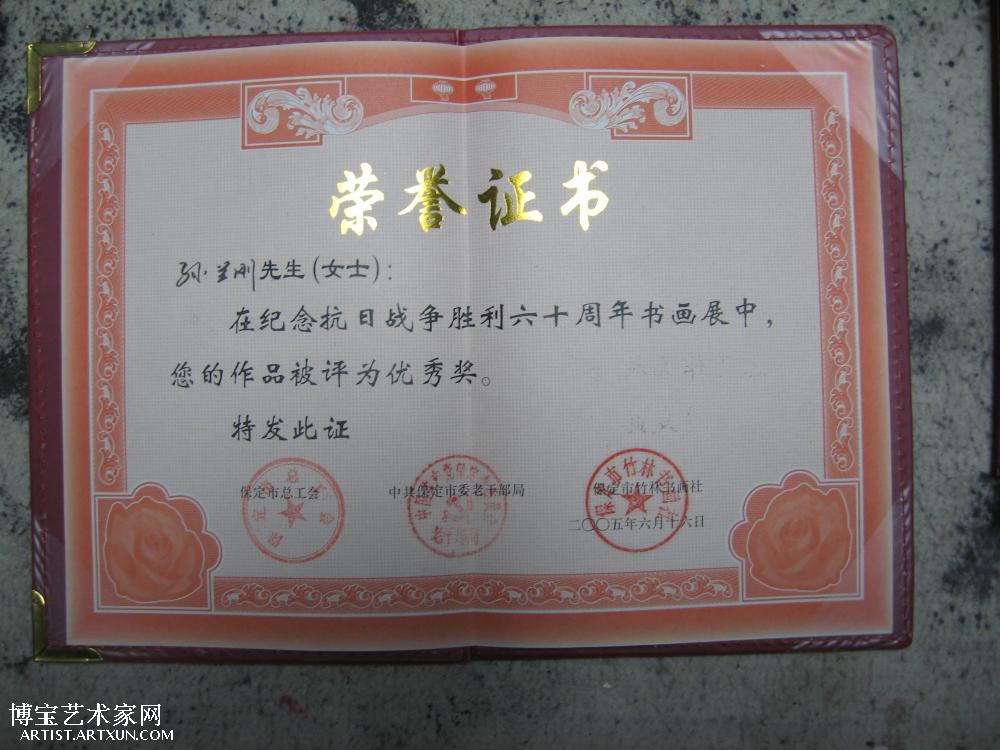 荣誉证书
孙兰刚先生(女士):
在纪念抗日战争胜利六十周年书画展中,
您的作品被评为优秀奖。
特发此证
保定市总工会
中共保定市委老干部局
保定市竹林书画社
二〇〇五年六月十六日
博宝艺术家网
ARTIST.ARTXUN.COM